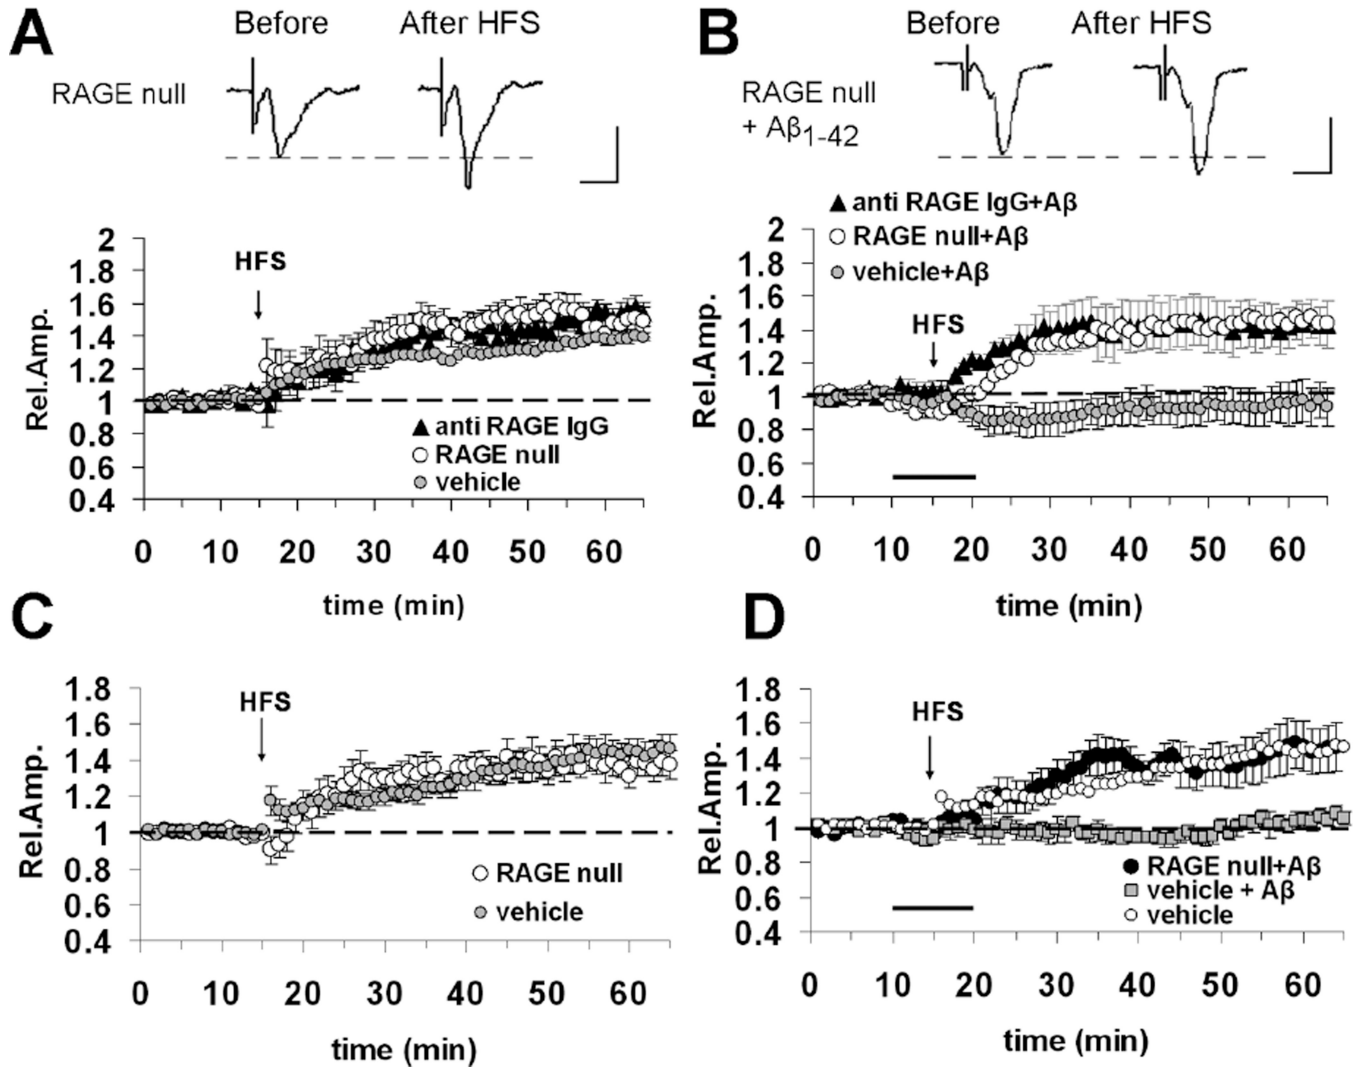 A
Before After HFS
RAGE null
HFS
Rel.Amp.
2
1.8
1.6
1.4
1.2
1
0.8
0.6
0.4
anti RAGE IgG
RAGE null
vehicle
0 10 20 30 40 50 60
time (min)
B
Before After HFS
RAGE null
+ Aβ1-42
anti RAGE IgG+Aβ
RAGE null+Aβ
vehicle+Aβ
HFS
Rel.Amp.
2
1.8
1.6
1.4
1.2
1
0.8
0.6
0.4
0 10 20 30 40 50 60
time (min)
C
HFS
Rel.Amp.
1.8
1.6
1.4
1.2
1
0.8
0.6
0.4
RAGE null
vehicle
0 10 20 30 40 50 60
time (min)
D
HFS
Rel.Amp.
1.8
1.6
1.4
1.2
1
0.8
0.6
0.4
RAGE null+Aβ
vehicle + Aβ
vehicle
0 10 20 30 40 50 60
time (min)